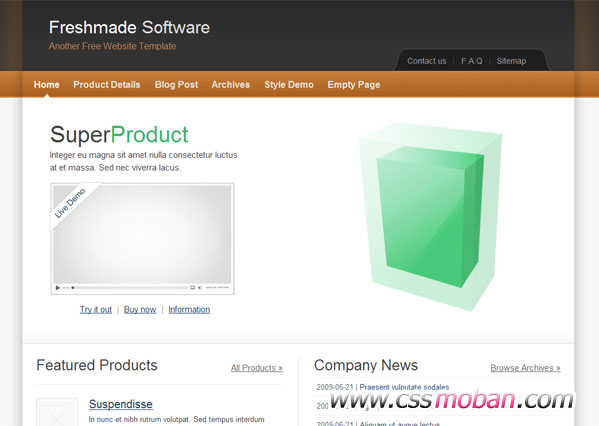 Freshmade Software
Another Free Website Template
Contact us | F.A.Q | Sitemap
Home Product Details Blog Post Archives Style Demo Empty Page
SuperProduct
Integer eu magna sit amet nulla consectetur luctus
at et massa. Sed nec viverra lacus.
Live Demo
Try it out | Buy now | Information
Featured Products
All Products »
Suspendisse
In nunc et nibh rutrum volutpat. Sed tempus interdum
Company News
Browse Archives »
2009-06-21 | Praesent vulputate sodales
www.cssmoban.com
2009-06-21 | Aliquam ut augue lectus